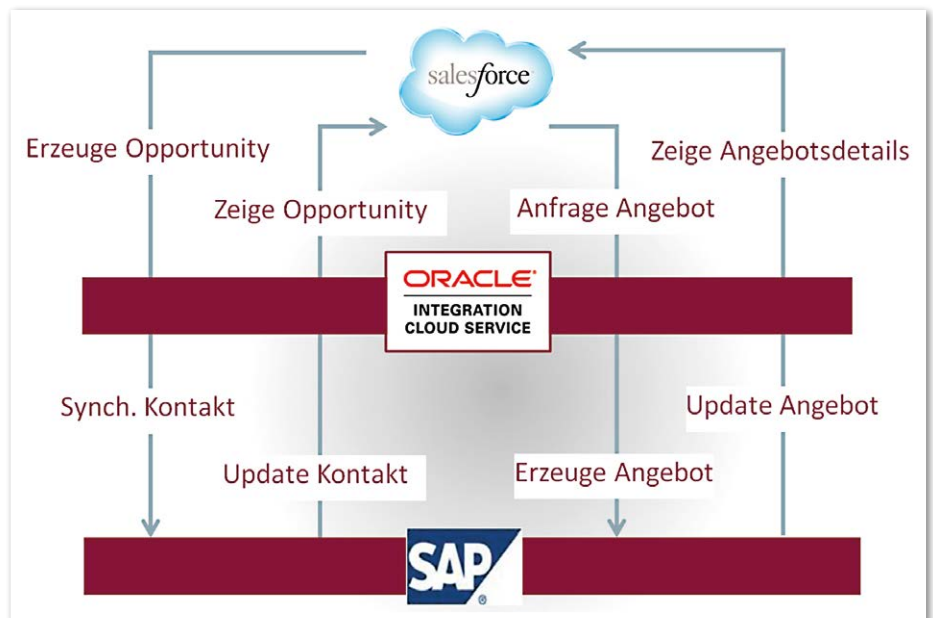 salesforce
Erzeuge Opportunity
Zeige Angebotsdetails
Zeige Opportunity
Anfrage Angebot
ORACLE®
INTEGRATION
CLOUD SERVICE
Synch. Kontakt
Update Angebot
Update Kontakt
Erzeuge Angebot
SAP®